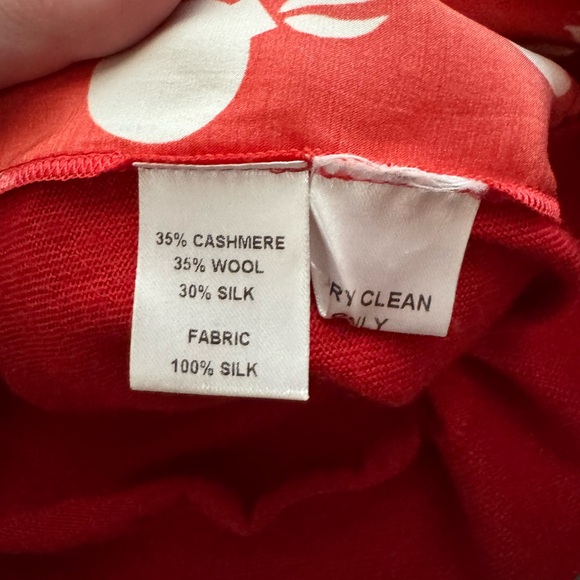 35% CASHMERE
35% WOOL
30% SILK
FABRIC
100% SILK
RY CLEAN